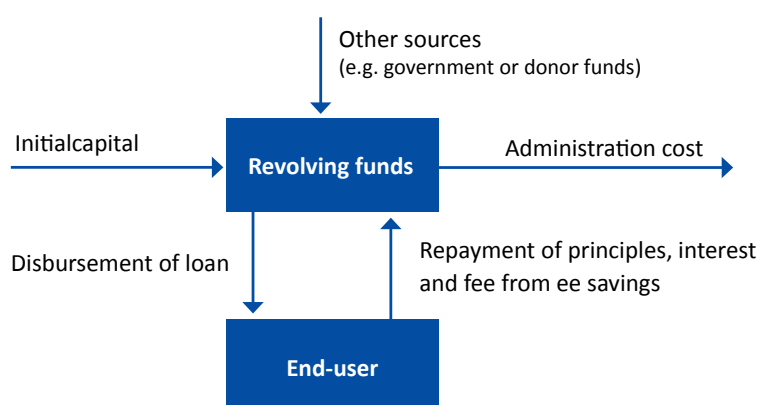 Other sources
(e.g. government or donor funds)
Initialcapital
Revolving funds
Administration cost
Disbursement of loan
Repayment of principles, interest
and fee from ee savings
End-user